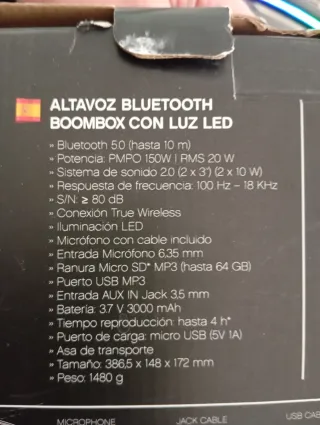 ALTAVOZ BLUETOOTH
BOOMBOX CON LUZ LED
» Bluetooth 5.0 (hasta 10 m)
» Potencia: PMPO 150W | RMS 20 W
» Sistema de sonido 2.0 (2 x 3") (2 x 10 W)
» Respuesta de frecuencia: 100 Hz – 18 KHz
» S/N: ≥ 80 dB
» Conexión True Wireless
» Iluminación LED
» Micrófono con cable incluido
» Entrada Micrófono 6,35 mm
» Ranura Micro SD* MP3 (hasta 64 GB)
» Puerto USB MP3
» Entrada AUX IN Jack 3,5 mm
» Batería: 3.7 V 3000 mAh
» Tiempo reproducción: hasta 4 h*
» Puerto de carga: micro USB (5V 1A)
» Asa de transporte
» Tamaño: 386,5 x 148 x 172 mm
» Peso: 1480 g
MICROPHONE JACK CABLE USB CAB